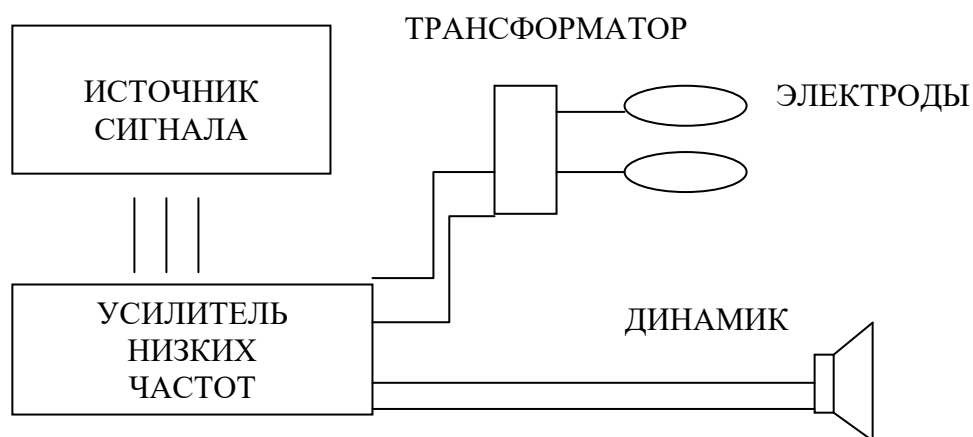 ТРАНСФОРМАТОР
ИСТОЧНИК
СИГНАЛА
ЭЛЕКТРОДЫ
УСИЛИТЕЛЬ
НИЗКИХ
ЧАСТОТ
ДИНАМИК